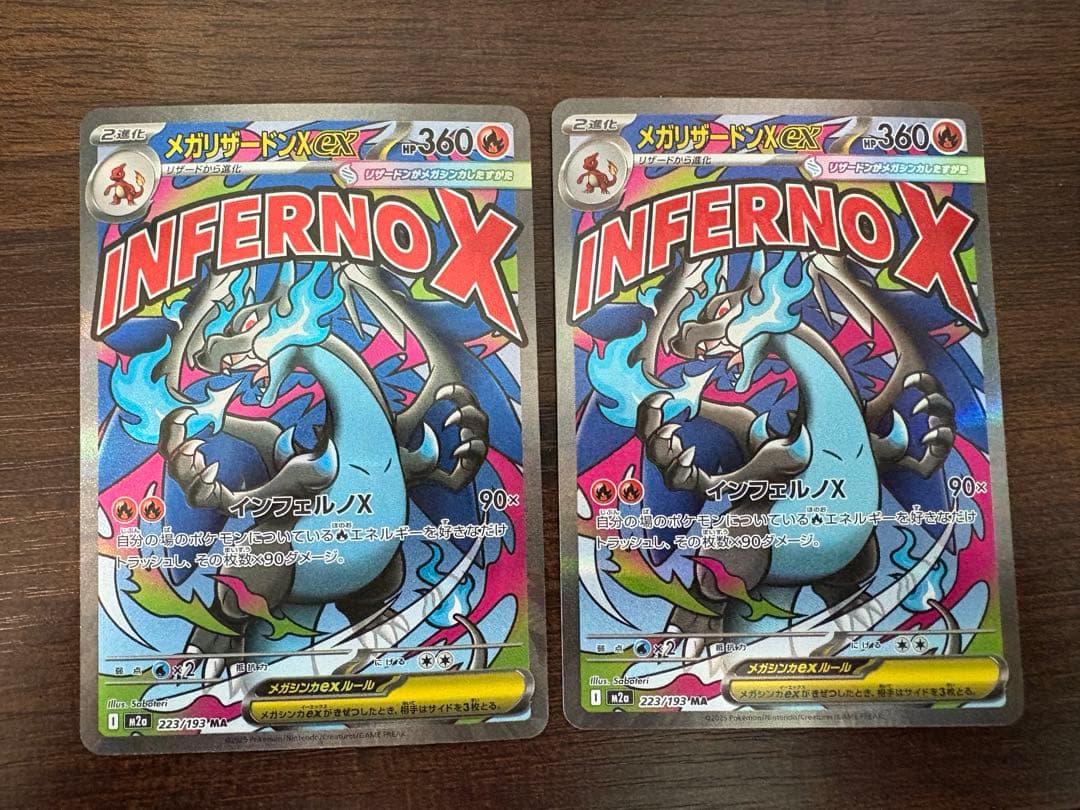 2進化
メガリザードンXex
HP360
リザードから進化
リザードンがメガシンカしたすがた
INFERNO X
インフェルノX
90×
自分の場のポケモンについている エネルギーを好きなだけ
トラッシュし、その枚数×90ダメージ。
弱点 ×2
抵抗力
にげる
メガシンカexルール
メガシンカexがきぜつしたとき、相手はサイドを3枚とる。
Illus. Saboteri
I m2a 223/193 MA
©2025 Pokémon/Nintendo/Creatures/GAME FREAK
2進化
メガリザードンXex
HP360
リザードから進化
リザードンがメガシンカしたすがた
INFERNO X
インフェルノX
90×
自分の場のポケモンについている エネルギーを好きなだけ
トラッシュし、その枚数×90ダメージ。
弱点 ×2
抵抗力
にげる
メガシンカexルール
メガシンカexがきぜつしたとき、相手はサイドを3枚とる。
Illus. Saboteri
I m2a 223/193 MA
©2025 Pokémon/Nintendo/Creatures/GAME FREAK